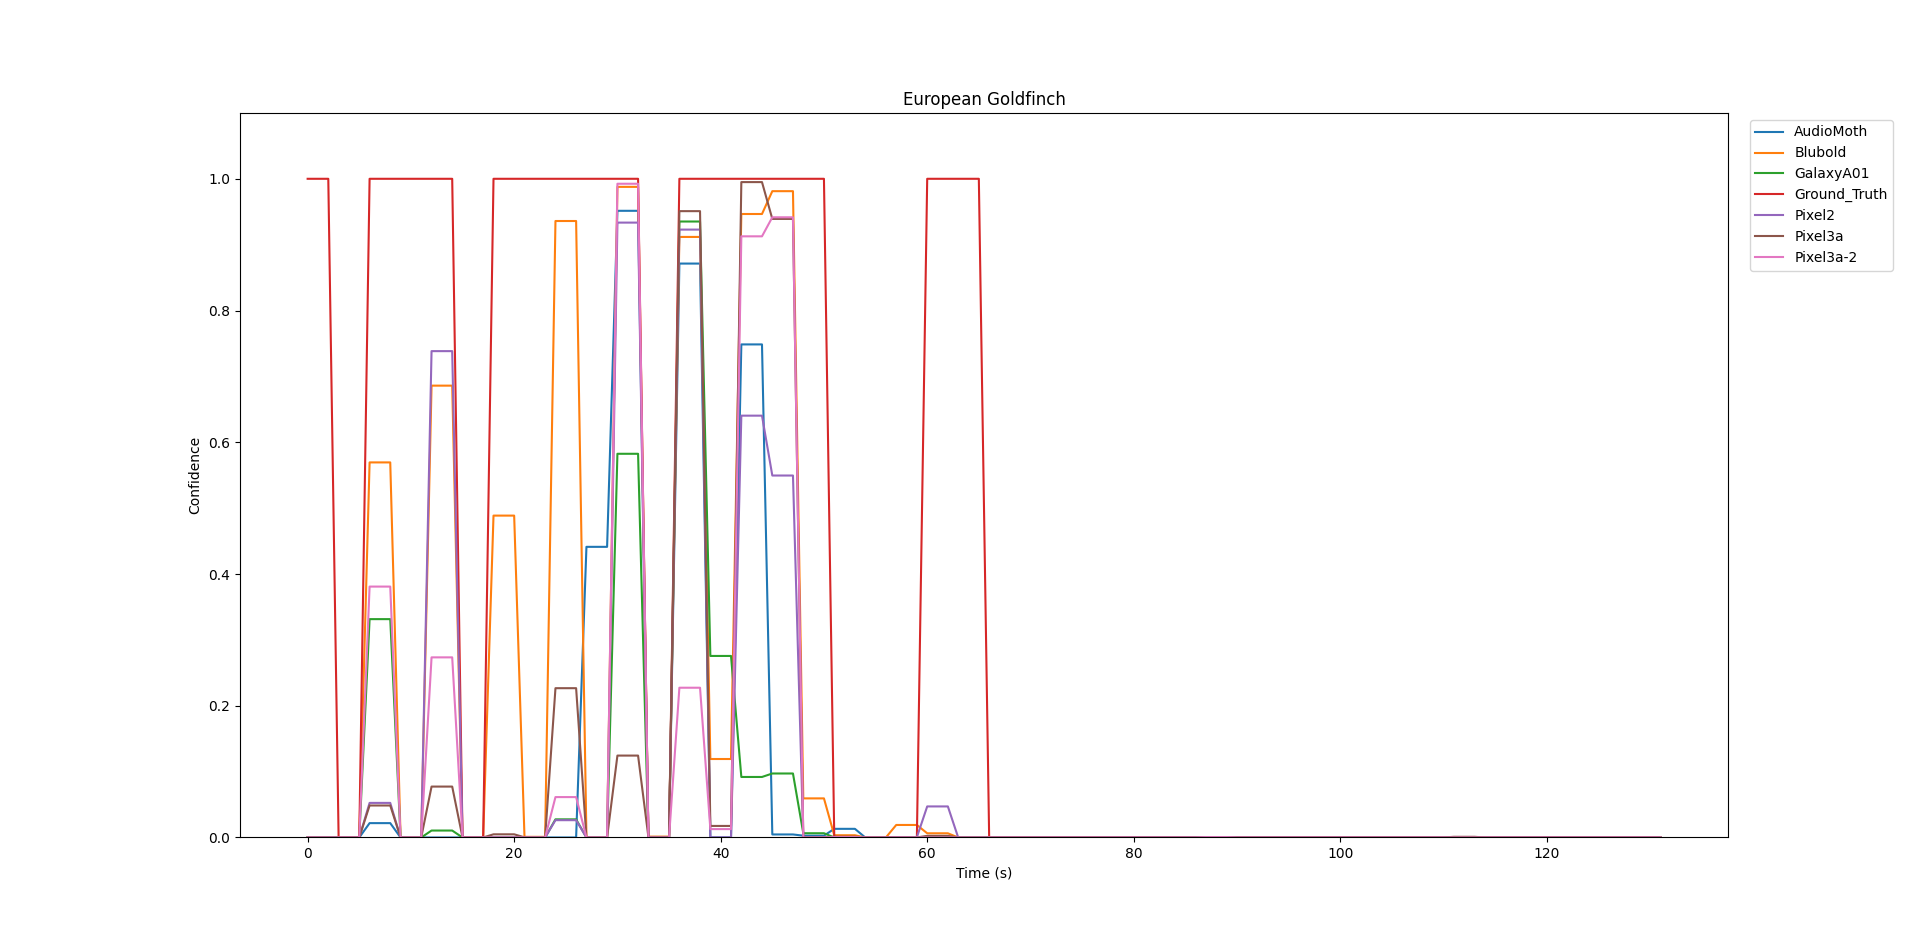 European Goldfinch
AudioMoth
Blubold
GalaxyA01
Ground_Truth
Pixel2
Pixel3a
Pixel3a-2
1.0
0.8
0.6
0.4
0.2
0.0
Confidence
0 20 40 60 80 100 120
Time (s)